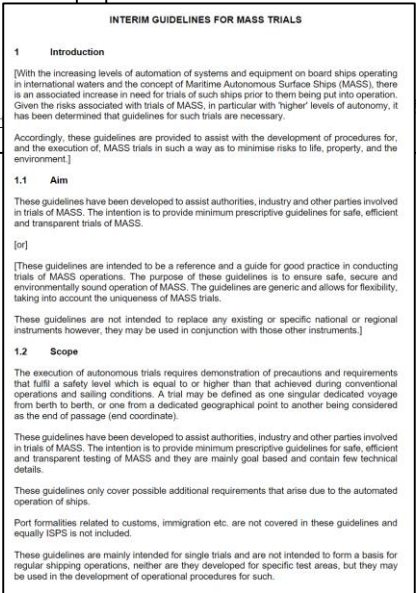 INTERIM GUIDELINES FOR MASS TRIALS
1 Introduction
[With the increasing levels of automation of systems and equipment on board ships operating
in international waters and the concept of Maritime Autonomous Surface Ships (MASS), there
is an associated increase in need for trials of such ships prior to them being put into operation.
Given the risks associated with trials of MASS, in particular with 'higher' levels of autonomy, it
has been determined that guidelines for such trials are necessary.
Accordingly, these guidelines are provided to assist with the development of procedures for,
and the execution of, MASS trials in such a way as to minimise risks to life, property, and the
environment.]
1.1 Aim
These guidelines have been developed to assist authorities, industry and other parties involved
in trials of MASS. The intention is to provide minimum prescriptive guidelines for safe, efficient
and transparent trials of MASS.
[or]
[These guidelines are intended to be a reference and a guide for good practice in conducting
trials of MASS operations. The purpose of these guidelines is to ensure safe, secure and
environmentally sound operation of MASS. The guidelines are generic and allows for flexibility,
taking into account the uniqueness of MASS trials.
These guidelines are not intended to replace any existing or specific national or regional
instruments however, they may be used in conjunction with those other instruments.]
1.2 Scope
The execution of autonomous trials requires demonstration of precautions and requirements
that fulfil a safety level which is equal to or higher than that achieved during conventional
operations and sailing conditions. A trial may be defined as one singular dedicated voyage
from berth to berth, or one from a dedicated geographical point to another being considered
as the end of passage (end coordinate).
These guidelines have been developed to assist authorities, industry and other parties involved
in trials of MASS. The intention is to provide minimum prescriptive guidelines for safe, efficient
and transparent testing of MASS and they are mainly goal based and contain few technical
details.
These guidelines only cover possible additional requirements that arise due to the automated
operation of ships.
Port formalities related to customs, immigration etc. are not covered in these guidelines and
equally ISPS is not included.
These guidelines are mainly intended for single trials and are not intended to form a basis for
regular shipping operations, neither are they developed for specific test areas, but they may
be used in the development of operational procedures for such.